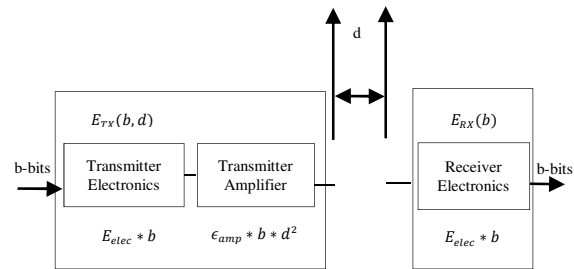 d
E_{TX}(b, d)
E_{RX}(b)
b-bits
Transmitter
Electronics
Transmitter
Amplifier
Receiver
Electronics
b-bits
E_{elec} * b
ϵ_{amp} * b * d^2
E_{elec} * b